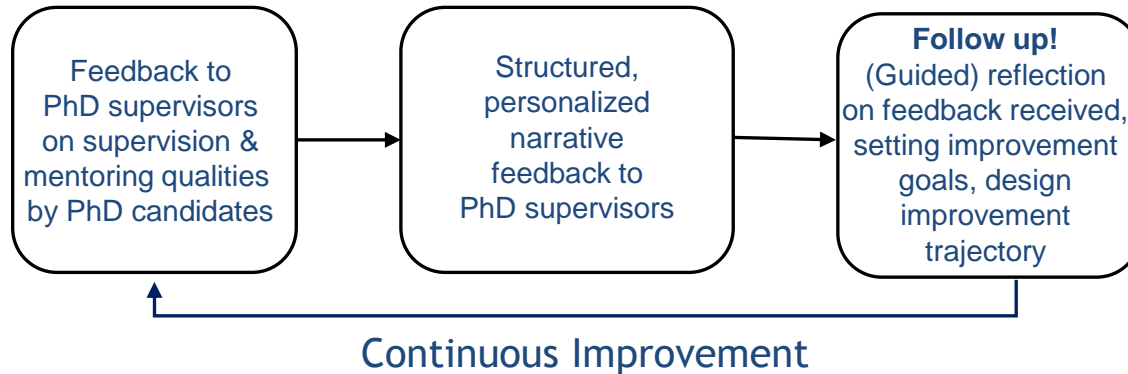 Feedback to
PhD supervisors
on supervision &
mentoring qualities
by PhD candidates
Structured,
personalized
narrative
feedback to
PhD supervisors
Follow up!
(Guided) reflection
on feedback received,
setting improvement
goals, design
improvement
trajectory
Continuous Improvement